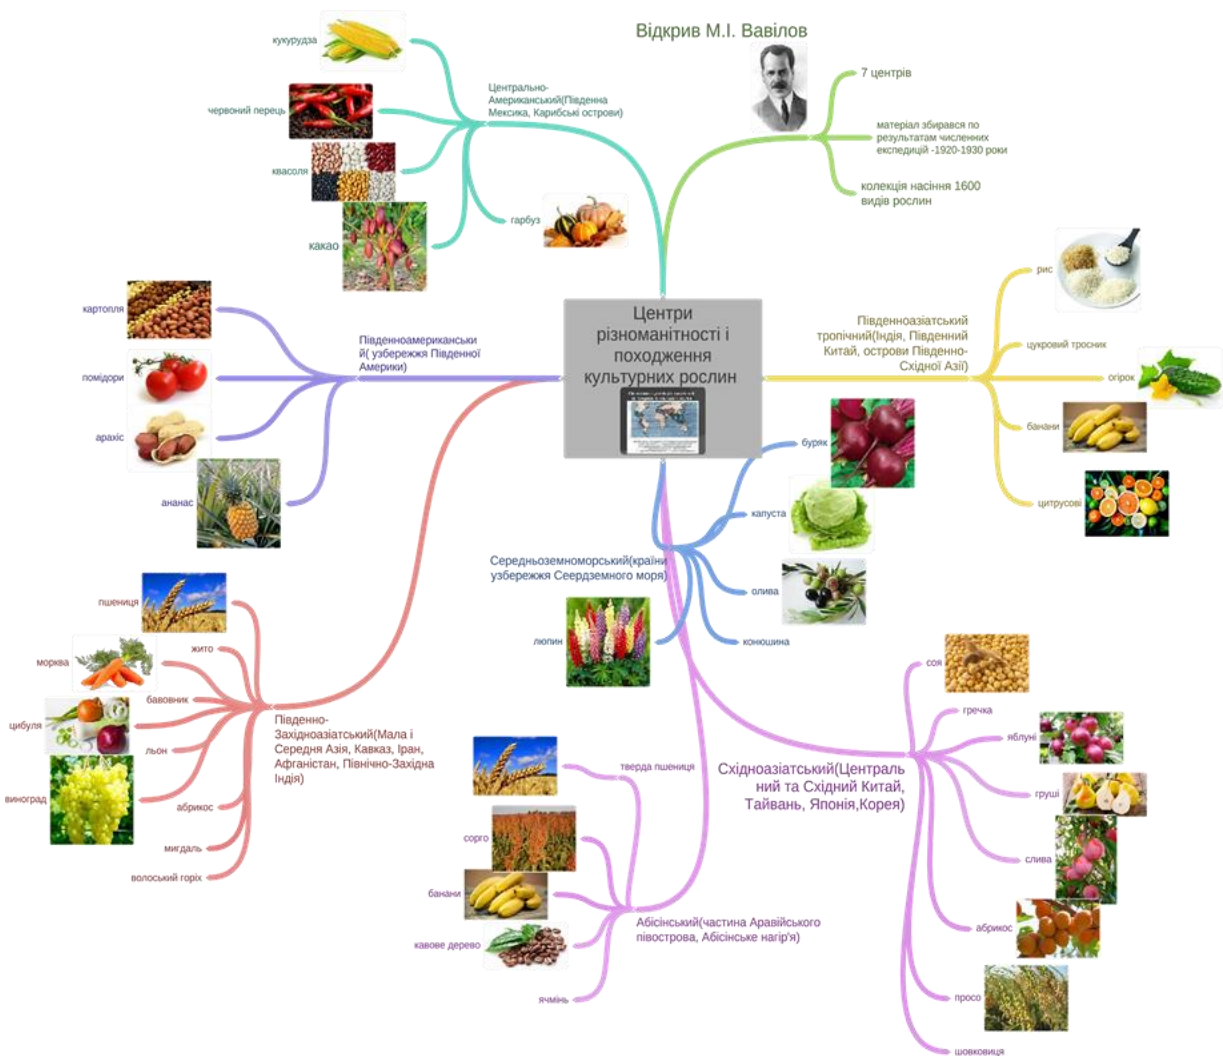 Відкрив М.І. Вавілов
7 центрів
матеріал збирався по
результатам численних
експедицій -1920-1930 роки
колекція насіння 1600
видів рослин
Центрально-
Американський(Південна
Мексика, Карибські острови)
кукурудза
червоний перець
квасоля
какао
гарбуз
Центри
різноманітності і
походження
культурних рослин
Південноамериканськи
й( узбережжя Південної
Америки)
картопля
помідори
арахіс
ананас
Південноазіатський
тропічний(Індія, Південний
Китай, острови Південно-
Східної Азії)
рис
цукровий тросник
огірок
банани
цитрусові
Середньоземноморський(країни
узбережжя Сеердземного моря)
буряк
капуста
олива
конюшина
люпин
Південно-
Західноазіатський(Мала і
Середня Азія, Кавказ, Іран,
Афганістан, Північно-Західна
Індія)
пшениця
жито
морква
бавовник
цибуля
льон
виноград
абрикос
мигдаль
волоський горіх
Абісінський(частина Аравійського
півострова, Абісінське нагір'я)
тверда пшениця
сорго
банани
кавове дерево
ячмінь
Східноазіатський(Централь
ний та Східний Китай,
Тайвань, Японія,Корея)
соя
гречка
яблуні
груші
слива
абрикос
просо
шовковиця